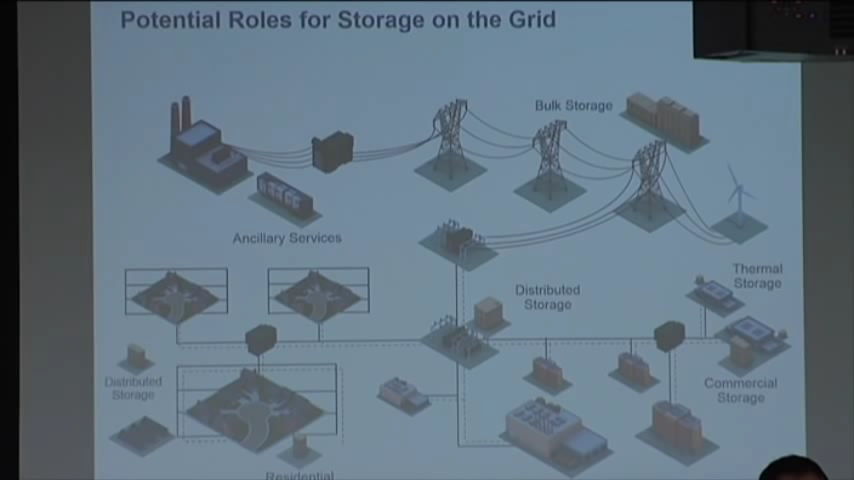 Potential Roles for Storage on the Grid
Bulk Storage
Ancillary Services
Thermal
Storage
Distributed
Storage
Distributed
Storage
Commercial
Storage
Residential